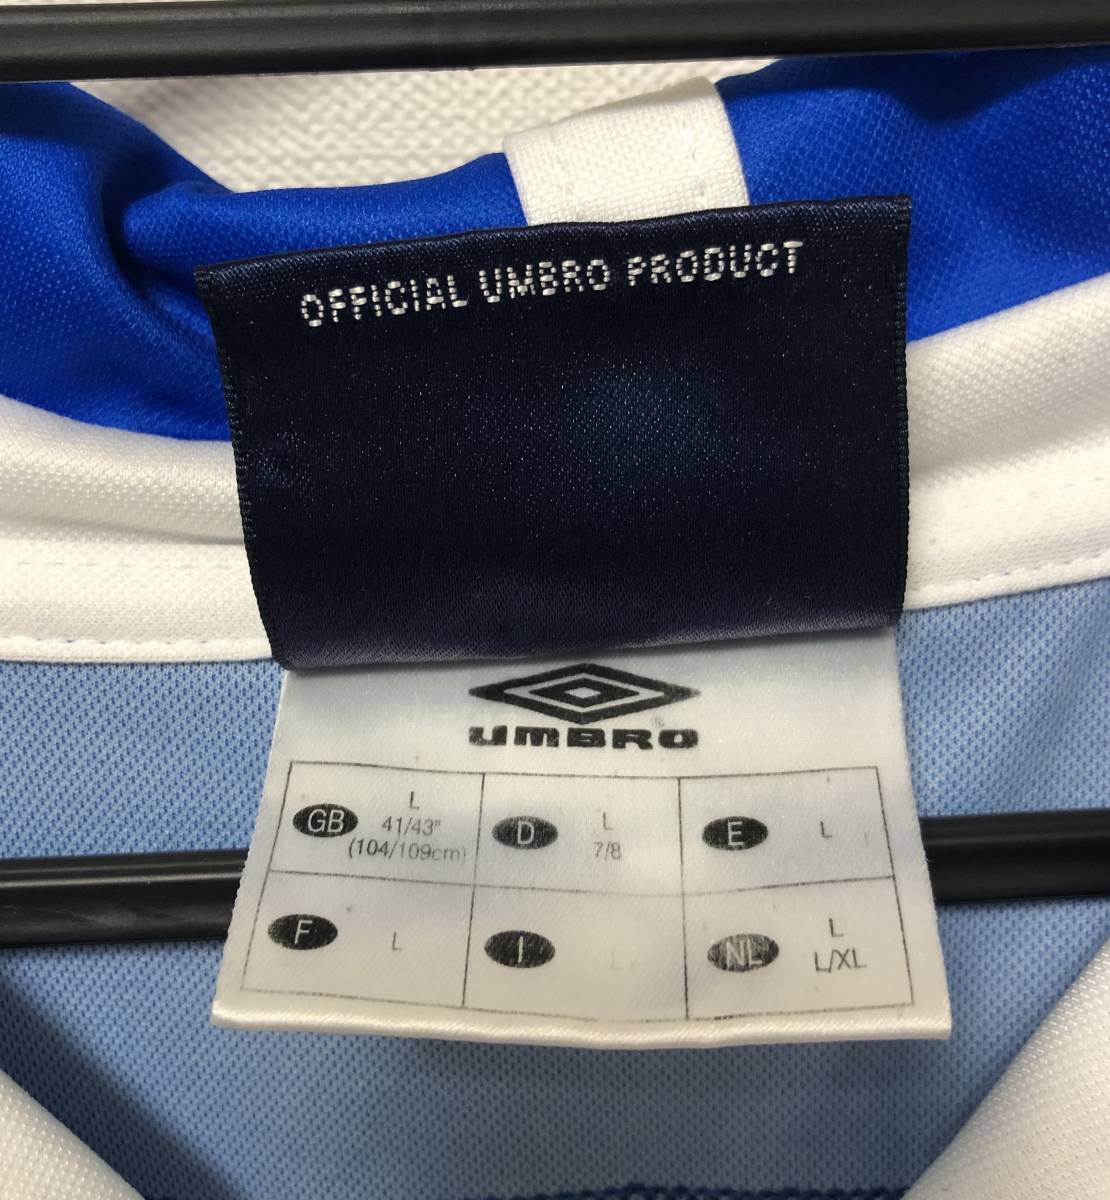 OFFICIAL UMBRO PRODUCT
UMBRO
®
GB L
41/43"
(104/109cm)
D L
7/8
E L
F L
I L
NL L
L/XL